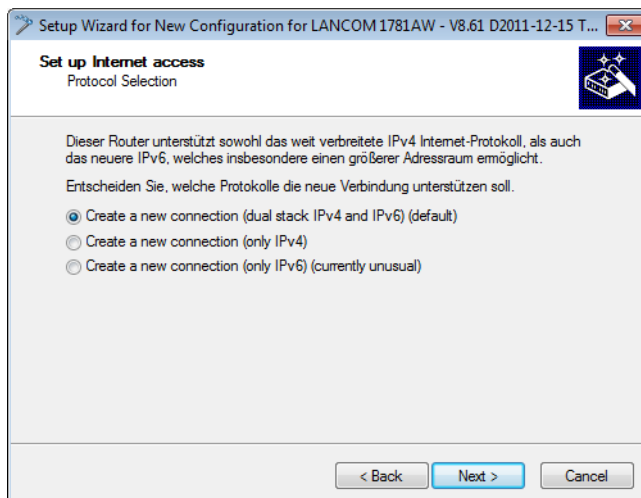 Setup Wizard for New Configuration for LANCOM 1781AW - V8.61 D2011-12-15 T...
Set up Internet access
Protocol Selection
Dieser Router unterstützt sowohl das weit verbreitete IPv4 Internet-Protokoll, als auch
das neuere IPv6, welches insbesondere einen größerer Adressraum ermöglicht.
Entscheiden Sie, welche Protokolle die neue Verbindung unterstützen soll.
Create a new connection (dual stack IPv4 and IPv6) (default)
Create a new connection (only IPv4)
Create a new connection (only IPv6) (currently unusual)
< Back Next > Cancel